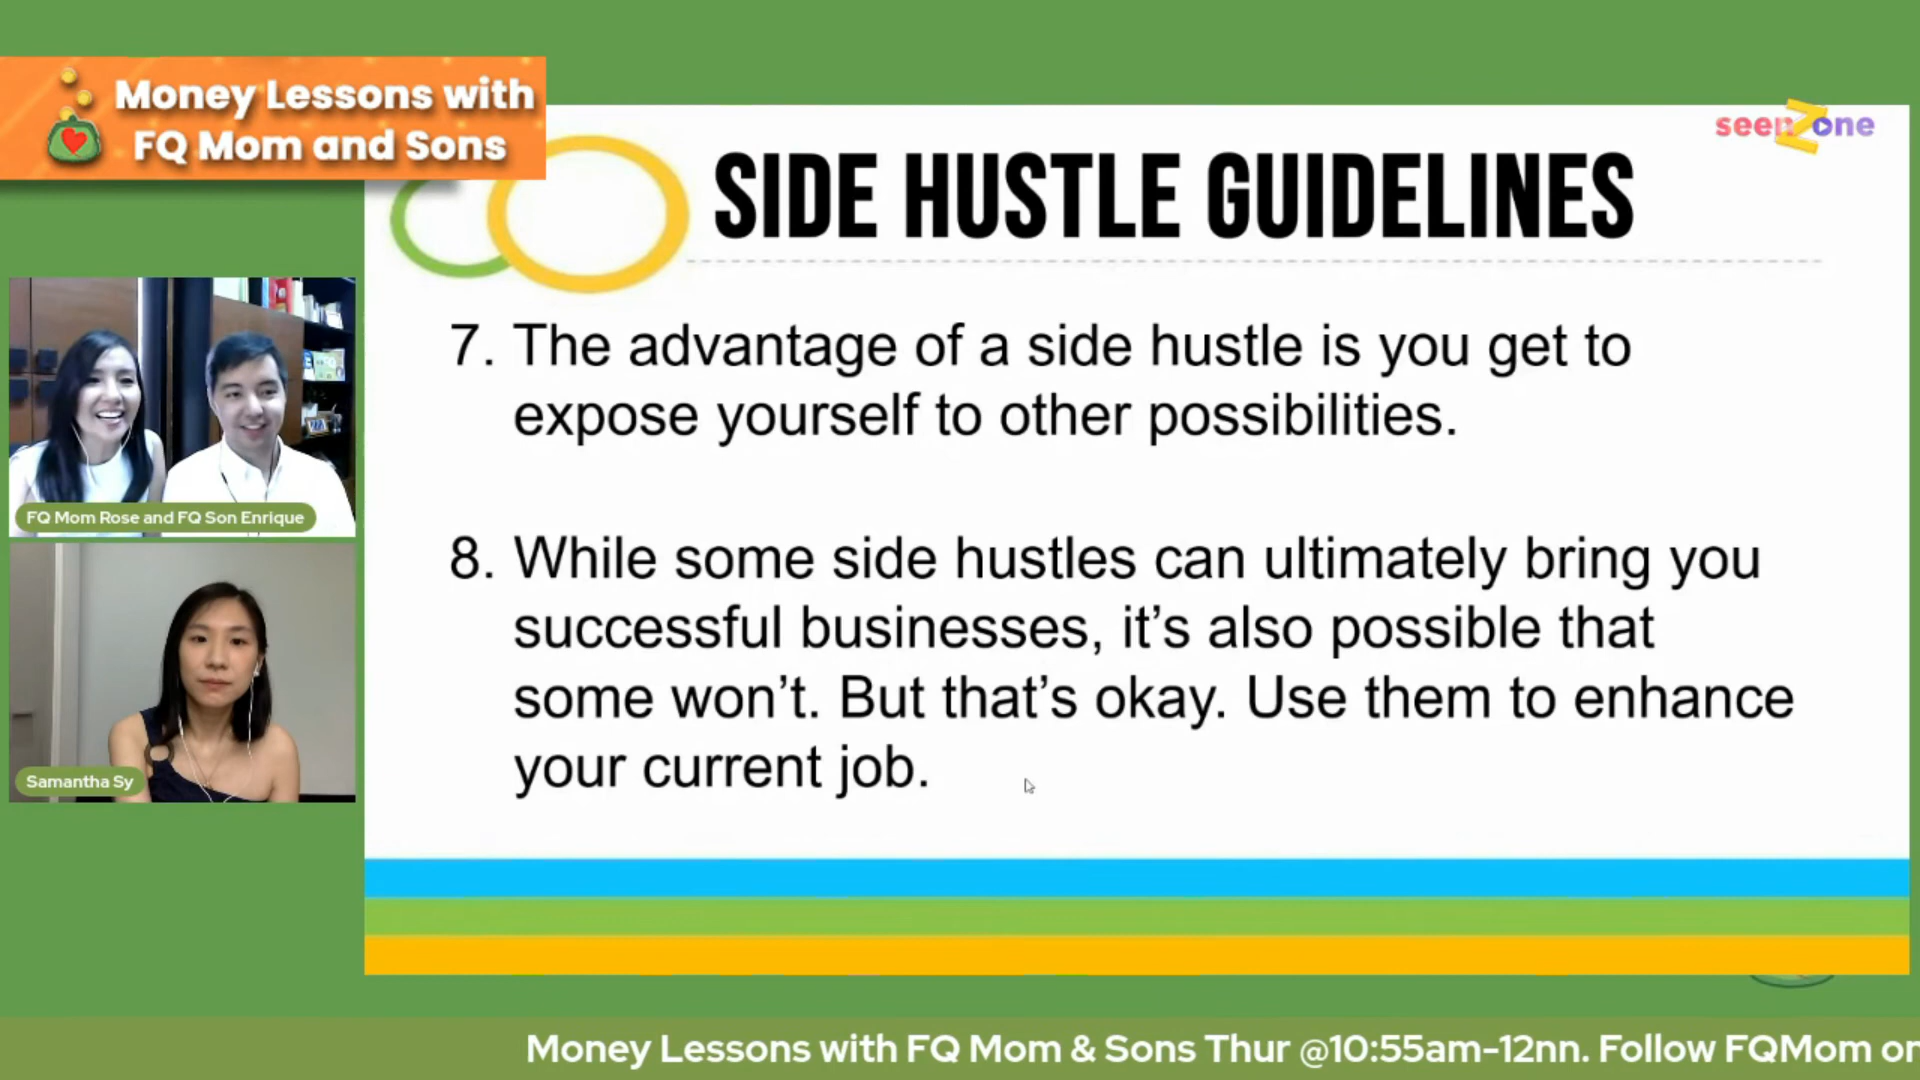 Money Lessons with
FQ Mom and Sons
seenZone
SIDE HUSTLE GUIDELINES
7. The advantage of a side hustle is you get to
expose yourself to other possibilities.
8. While some side hustles can ultimately bring you
successful businesses, it’s also possible that
some won’t. But that’s okay. Use them to enhance
your current job.
FQ Mom Rose and FQ Son Enrique
Samantha Sy
Money Lessons with FQ Mom & Sons Thur @10:55am-12nn. Follow FQMom on